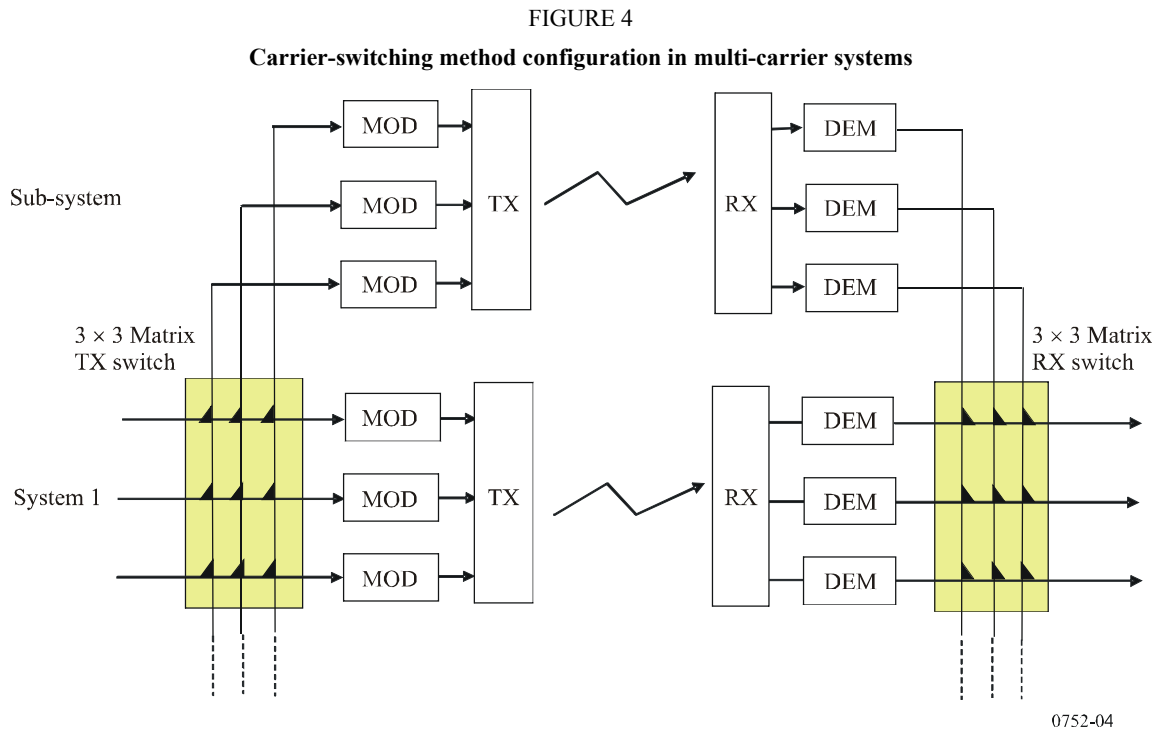 FIGURE 4
Carrier-switching method configuration in multi-carrier systems
MOD
DEM
Sub-system
MOD
TX
RX
DEM
MOD
DEM
3 × 3 Matrix
TX switch
3 × 3 Matrix
RX switch
MOD
DEM
System 1
MOD
TX
RX
DEM
MOD
DEM
0752-04